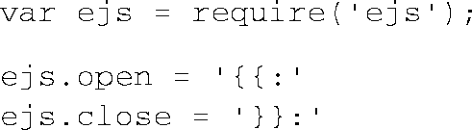 var ejs = require('ejs');
ejs.open = '{{:'
ejs.close = '}}:'